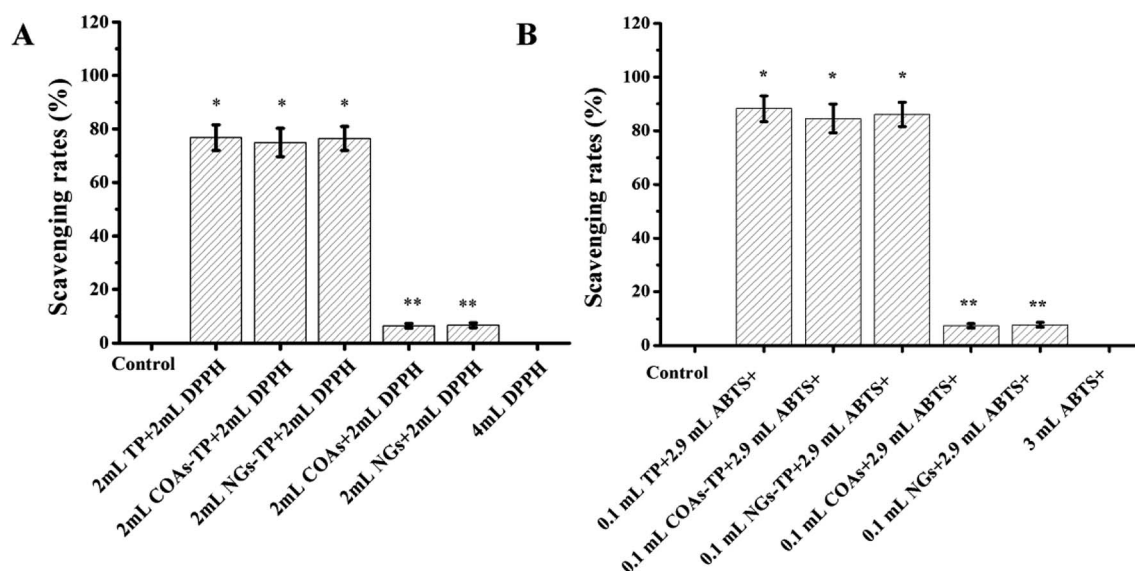 A
Scavenging rates (%)
120
100
80
60
40
20
0
*
*
*
**
**
Control
2mL TP+2mL DPPH
2mL COAs-TP+2mL DPPH
2mL NGs-TP+2mL DPPH
2mL COAs+2mL DPPH
2mL NGs+2mL DPPH
4mL DPPH
B
Scavenging rates (%)
120
100
80
60
40
20
0
*
*
*
**
**
Control
0.1 mL TP+2.9 mL ABTS+
0.1 mL COAs-TP+2.9 mL ABTS+
0.1 mL NGs-TP+2.9 mL ABTS+
0.1 mL COAs+2.9 mL ABTS+
0.1 mL NGs+2.9 mL ABTS+
3 mL ABTS+